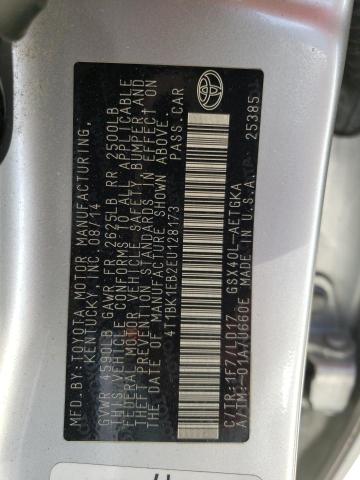 MFD.BY:TOYOTA MOTOR MANUFACTURING,
KENTUCKY, INC. 08/14
GVWR 4590LB GAWR FR 2625LB RR 2500LB
THIS VEHICLE CONFORMS TO ALL APPLICABLE
FEDERAL MOTOR VEHICLE SAFETY, BUMPER,AND
THEFT PREVENTION STANDARDS IN EFFECT ON
THE DATE OF MANUFACTURE SHOWN ABOVE.
4T1BK1EB2EU128173 PASS.CAR
C/TR:1F7/LD17 GSX40L-AETGKA
A/TM:-01A/U660E MADE IN U.S.A. 25385